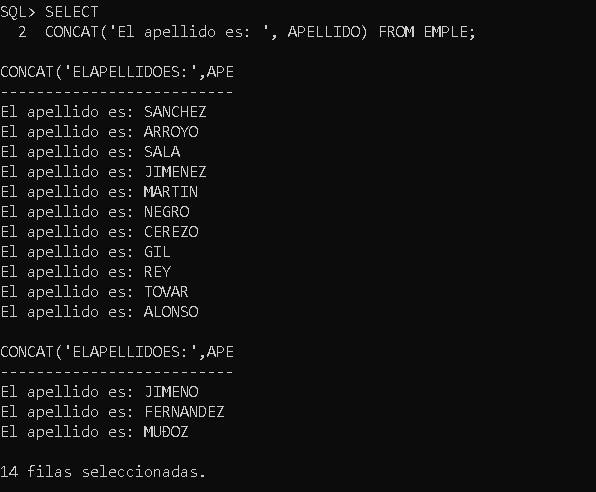 SQL> SELECT
  2  CONCAT('El apellido es: ', APELLIDO) FROM EMPLE;
CONCAT('ELAPELLIDOES:',APE
--------------------------
El apellido es: SANCHEZ
El apellido es: ARROYO
El apellido es: SALA
El apellido es: JIMENEZ
El apellido es: MARTIN
El apellido es: NEGRO
El apellido es: CEREZO
El apellido es: GIL
El apellido es: REY
El apellido es: TOVAR
El apellido es: ALONSO
CONCAT('ELAPELLIDOES:',APE
--------------------------
El apellido es: JIMENO
El apellido es: FERNANDEZ
El apellido es: MUÐOZ
14 filas seleccionadas.